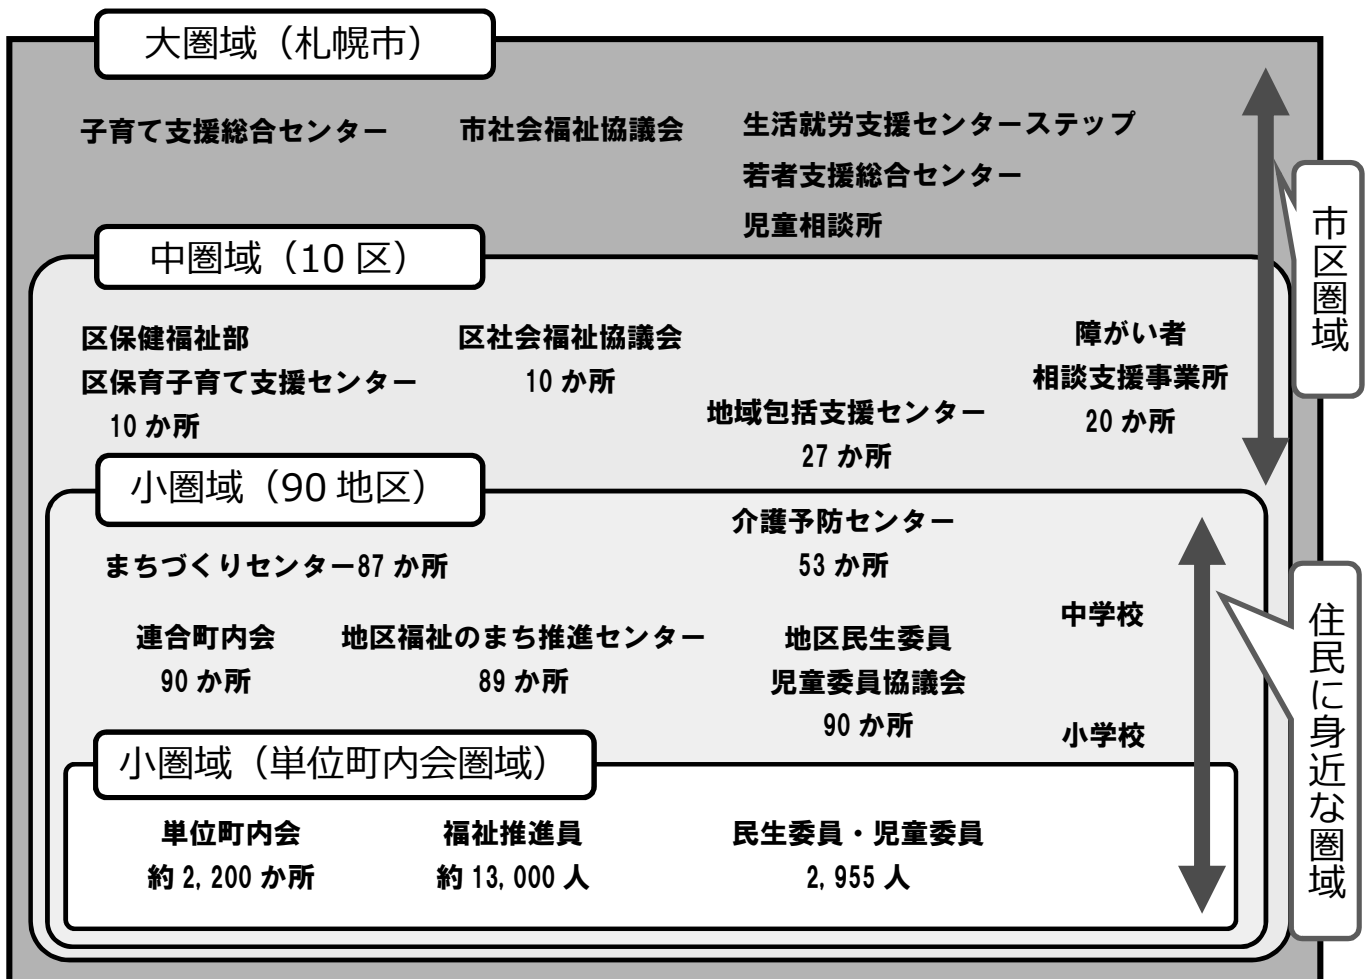 大圏域（札幌市）
子育て支援総合センター
市社会福祉協議会
生活就労支援センターステップ
若者支援総合センター
児童相談所
市区圏域
中圏域（10 区）
区保健福祉部
区保育子育て支援センター
10 か所
区社会福祉協議会
10 か所
地域包括支援センター
27 か所
障がい者
相談支援事業所
20 か所
小圏域（90 地区）
まちづくりセンター87 か所
介護予防センター
53 か所
連合町内会
90 か所
地区福祉のまち推進センター
89 か所
地区民生委員
児童委員協議会
90 か所
中学校
小学校
住民に身近な圏域
小圏域（単位町内会圏域）
単位町内会
約 2,200 か所
福祉推進員
約 13,000 人
民生委員・児童委員
2,955 人